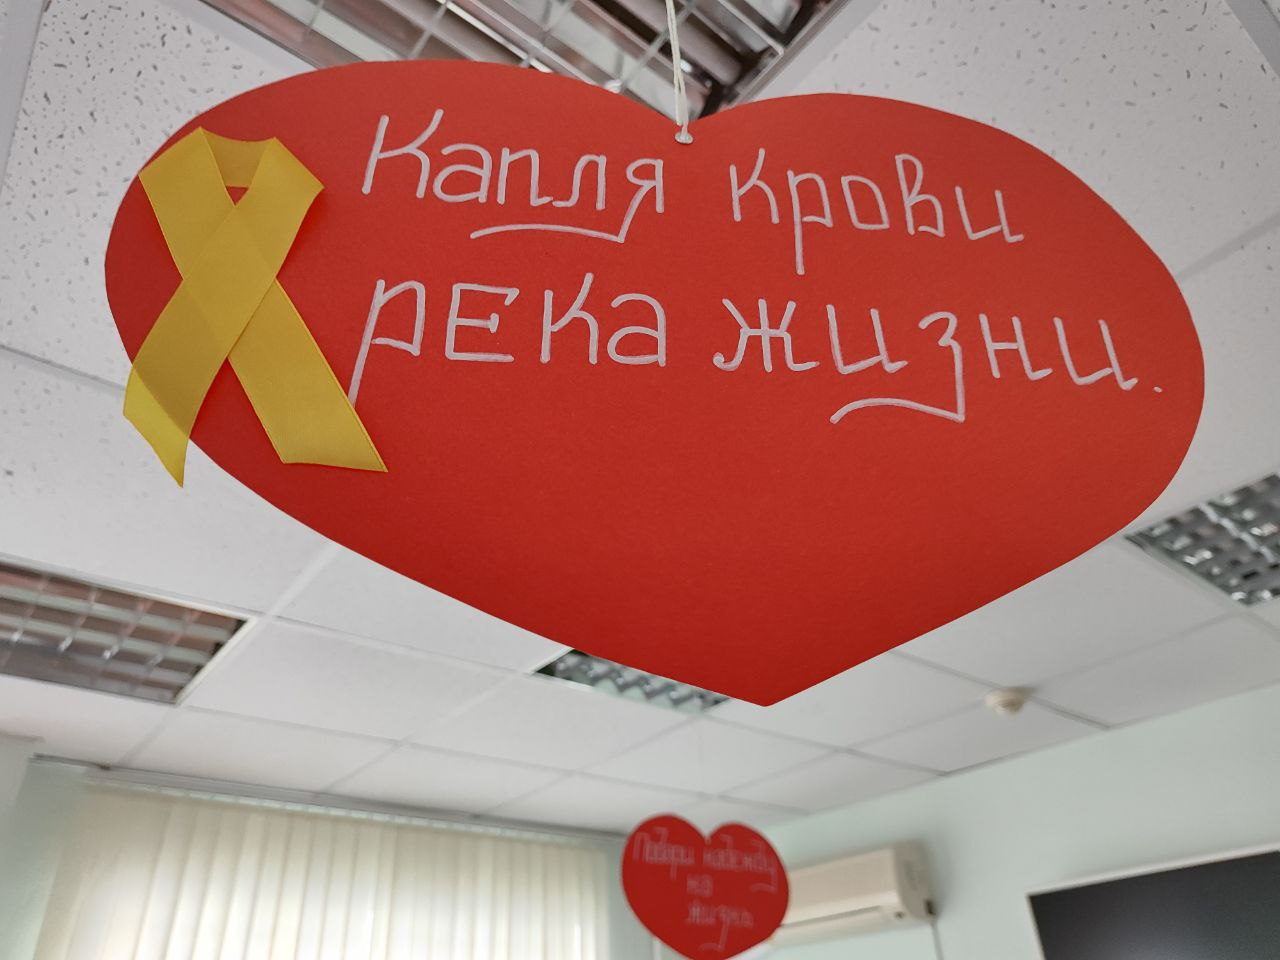 Капля крови
река жизни.
Подари надежду
на
жизнь